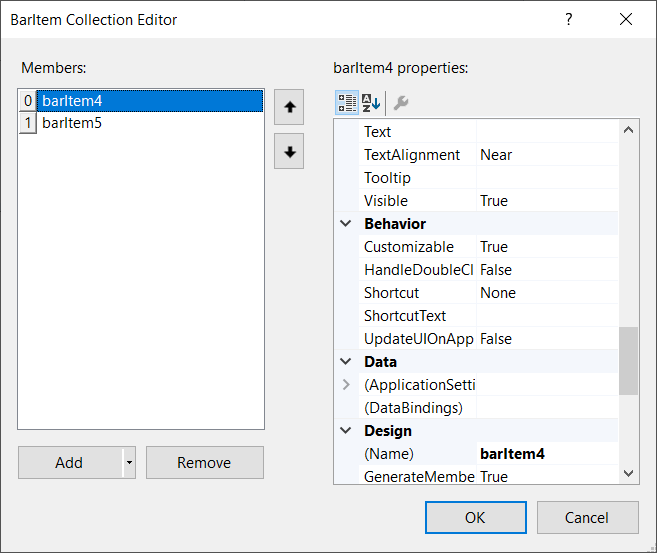 BarItem Collection Editor
?
Members:
0 barItem4
1 barItem5
Add
Remove
barItem4 properties:
Text
TextAlignment Near
Tooltip
Visible True
Behavior
Customizable True
HandleDoubleCl False
Shortcut None
ShortcutText
UpdateUIOnApp False
Data
(ApplicationSetti
(DataBindings)
Design
(Name) barItem4
GenerateMembe True
OK
Cancel